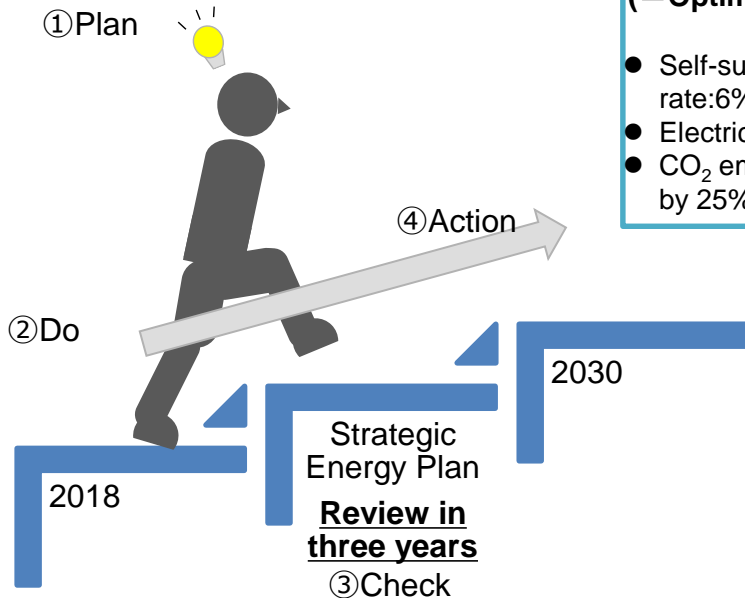 ①Plan
Self-su
rate:6%
Electric
CO₂ em
by 25%
④Action
②Do
2030
Strategic
Energy Plan
2018
Review in
three years
③Check